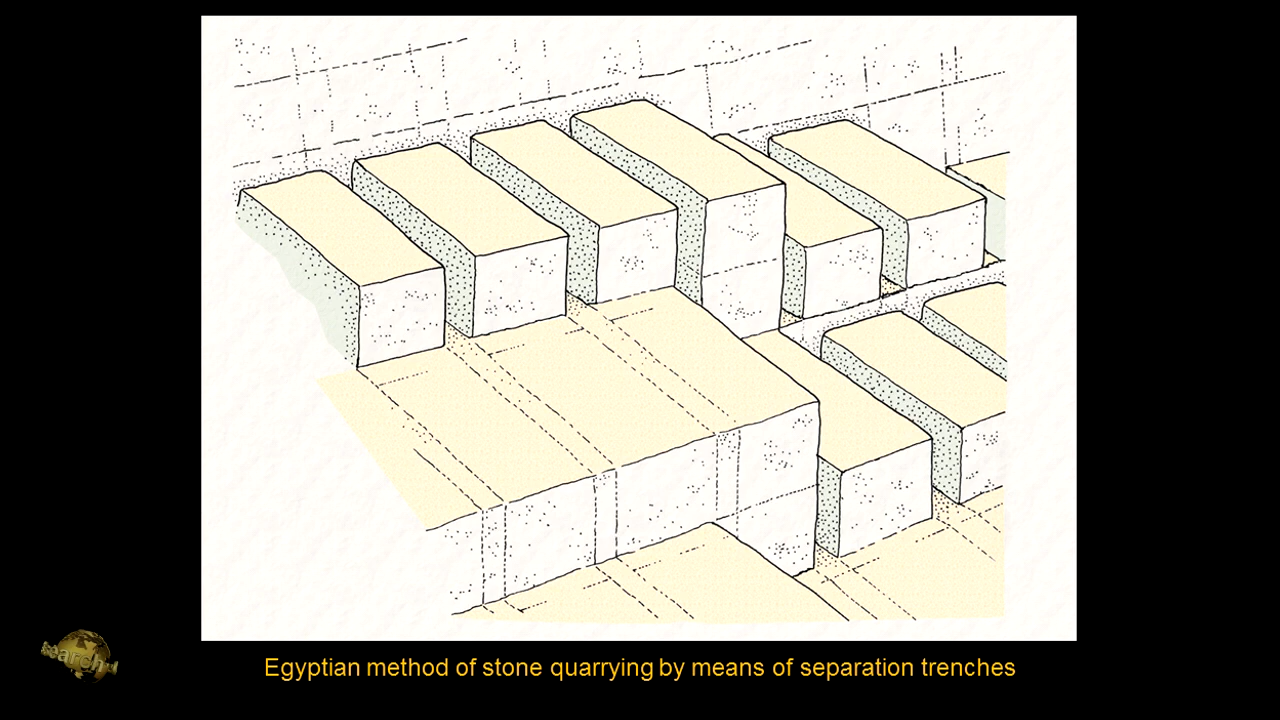 Egyptian method of stone quarrying by means of separation trenches